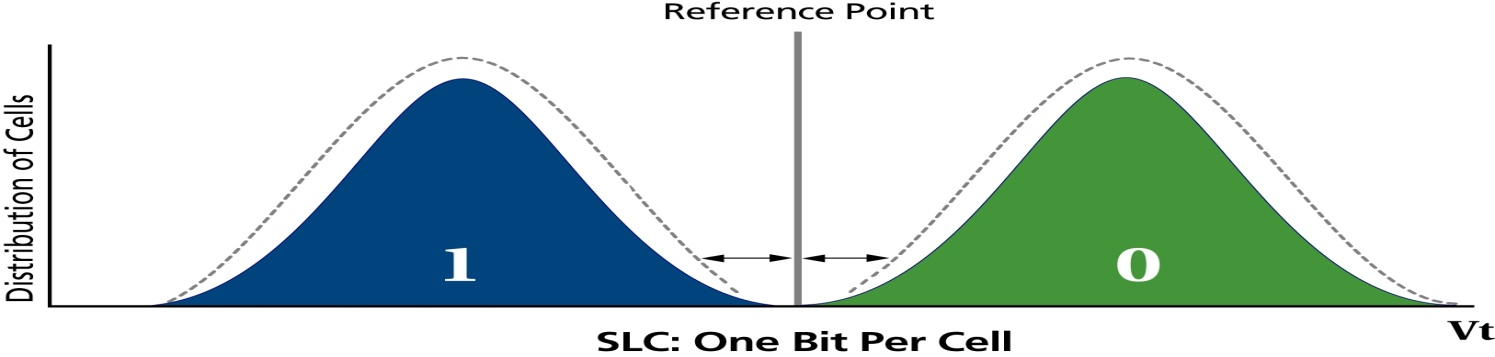 Reference Point
Distribution of Cells
1
0
Vt
SLC: One Bit Per Cell